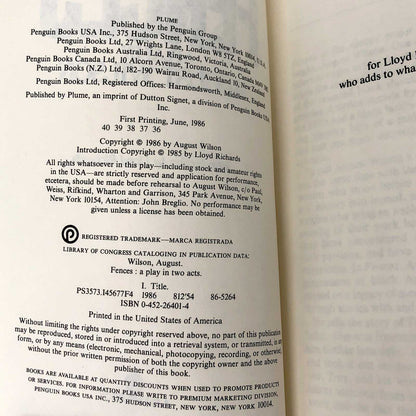 PLUME
Published by the Penguin Group
Penguin Books USA Inc., 375 Hudson Street, New York, New York
Penguin Books Ltd, 27 Wrights Lane, London W8 5TZ, England
Penguin Books Australia Ltd, Ringwood, Victoria, Australia
Penguin Books Canada Ltd, 10 Alcorn Avenue, Toronto, Ontario, Canada
Penguin Books (N.Z.) Ltd, 182–190 Wairau Road, Auckland 10, New Zealand
Penguin Books Ltd, Registered Offices: Harmondsworth, Middlesex, England
Published by Plume, an imprint of Dutton Signet, a division of Penguin Books USA Inc.
First Printing, June, 1986
40 39 38 37 36
Copyright © 1986 by August Wilson
Introduction Copyright © 1985 by Lloyd Richards
All rights whatsoever in this play—including stock and amateur rights
in the USA—are strictly reserved and application for performance,
etcetera, should be made before rehearsal to August Wilson, c/o Paul,
Weiss, Rifkind, Wharton and Garrison, 345 Park Avenue, New York, New
York 10154, Attention: John Breglio. No performance may be
given unless a license has been obtained.
P REGISTERED TRADEMARK—MARCA REGISTRADA
LIBRARY OF CONGRESS CATALOGING IN PUBLICATION DATA:
Wilson, August.
Fences : a play in two acts.
I. Title.
PS3573.I45677F4 1986 812'54 86-5264
ISBN 0-452-26401-4
Printed in the United States of America
Without limiting the rights under copyright reserved above, no part of this publication
may be reproduced, stored in or introduced into a retrieval system, or transmitted, in any
form, or by any means (electronic, mechanical, photocopying, recording, or otherwise),
without the prior written permission of both the copyright owner and the above
publisher of this book.
BOOKS ARE AVAILABLE AT QUANTITY DISCOUNTS WHEN USED TO PROMOTE PRODUCTS
OR SERVICES. FOR INFORMATION PLEASE WRITE TO PREMIUM MARKETING DIVISION,
PENGUIN BOOKS USA INC., 375 HUDSON STREET, NEW YORK, NEW YORK 10014.
for Lloyd
who adds to wha